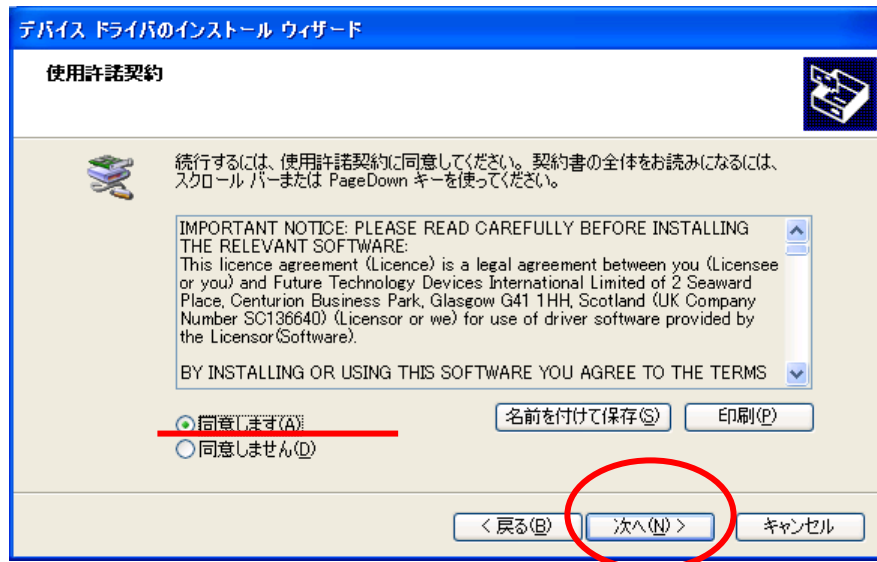 デバイス ドライバのインストール ウィザード
使用許諾契約
続行するには、使用許諾契約に同意してください。契約書の全体をお読みになるには、
スクロール バーまたは PageDown キーを使ってください。
IMPORTANT NOTICE: PLEASE READ CAREFULLY BEFORE INSTALLING
THE RELEVANT SOFTWARE:
This licence agreement (Licence) is a legal agreement between you (Licensee
or you) and Future Technology Devices International Limited of 2 Seaward
Place, Centurion Business Park, Glasgow G41 1HH, Scotland (UK Company
Number SC136640) (Licensor or we) for use of driver software provided by
the Licensor(Software).
BY INSTALLING OR USING THIS SOFTWARE YOU AGREE TO THE TERMS
同意します(A)
名前を付けて保存(S) 印刷(P)
同意しません(D)
< 戻る(B) 次へ(N) > キャンセル